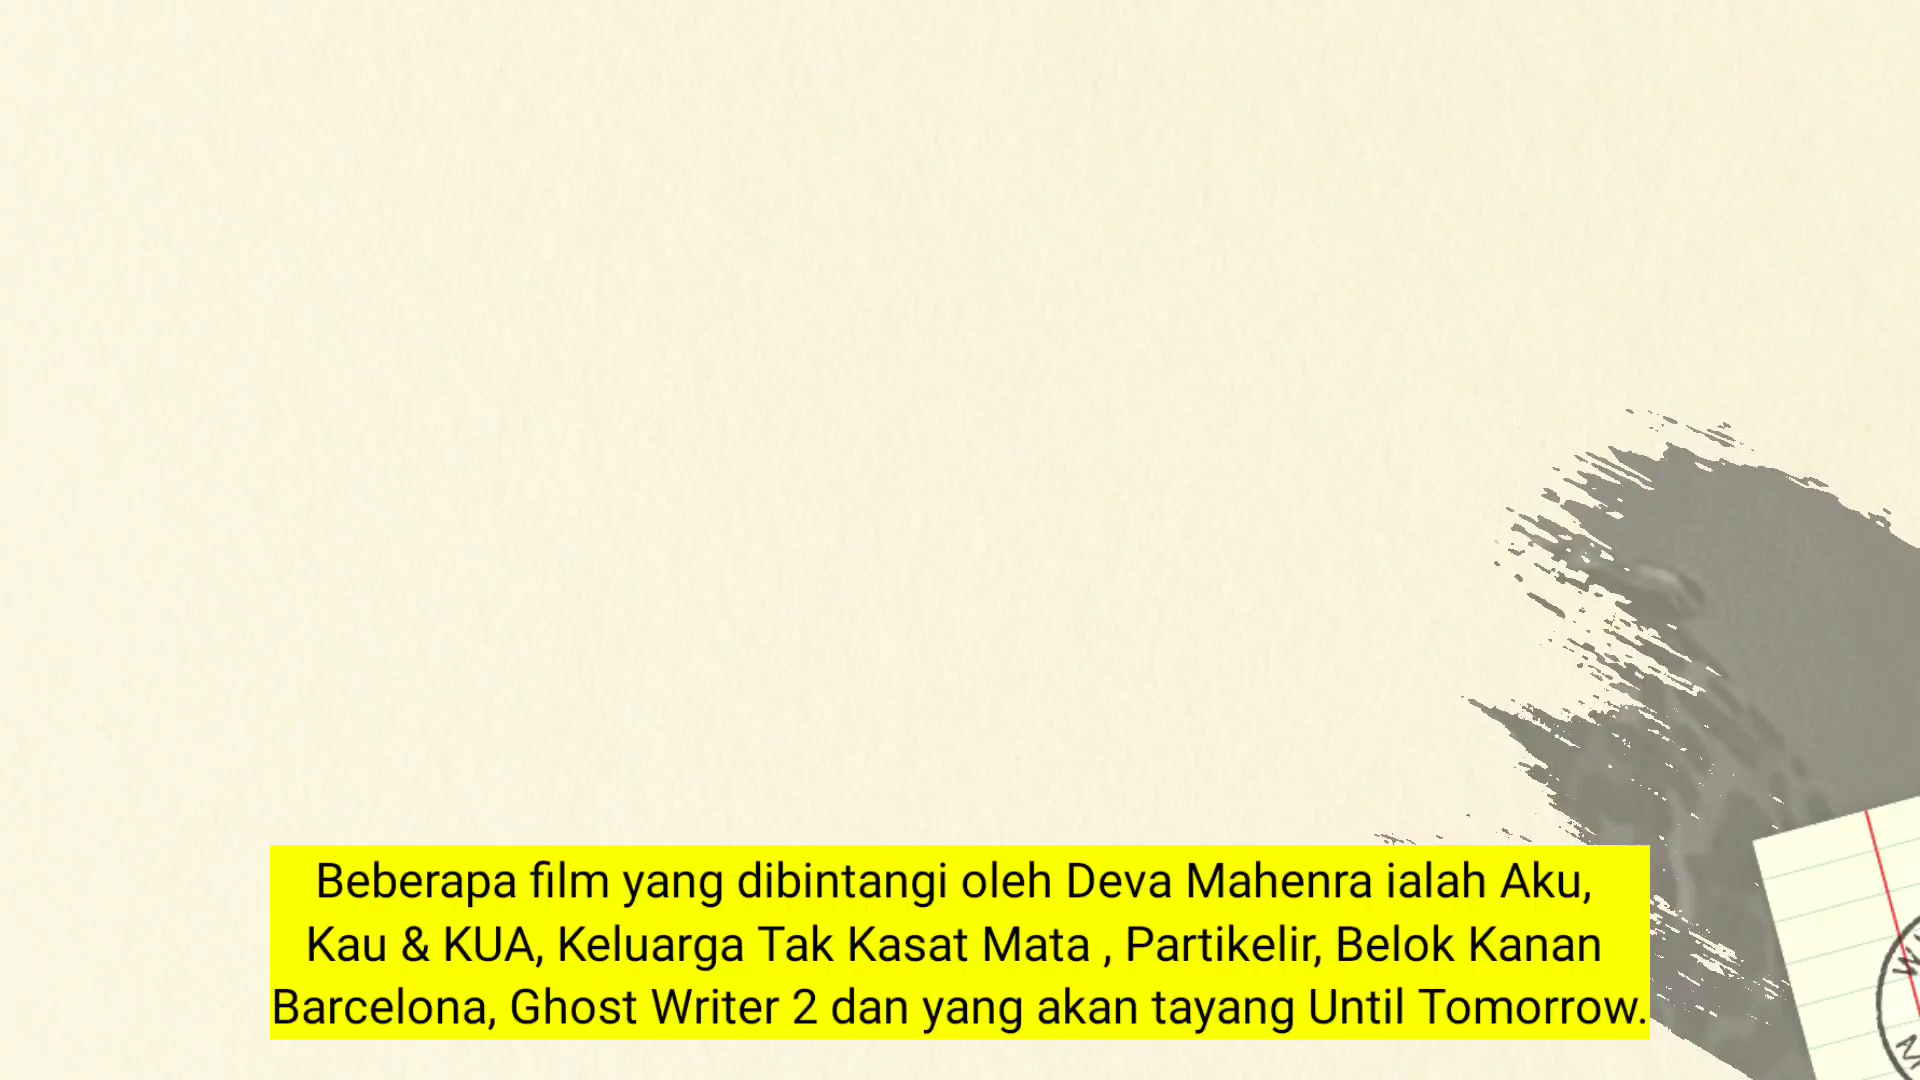 Beberapa film yang dibintangi oleh Deva Mahenra ialah Aku,
Kau & KUA, Keluarga Tak Kasat Mata , Partikelir, Belok Kanan
Barcelona, Ghost Writer 2 dan yang akan tayang Until Tomorrow.